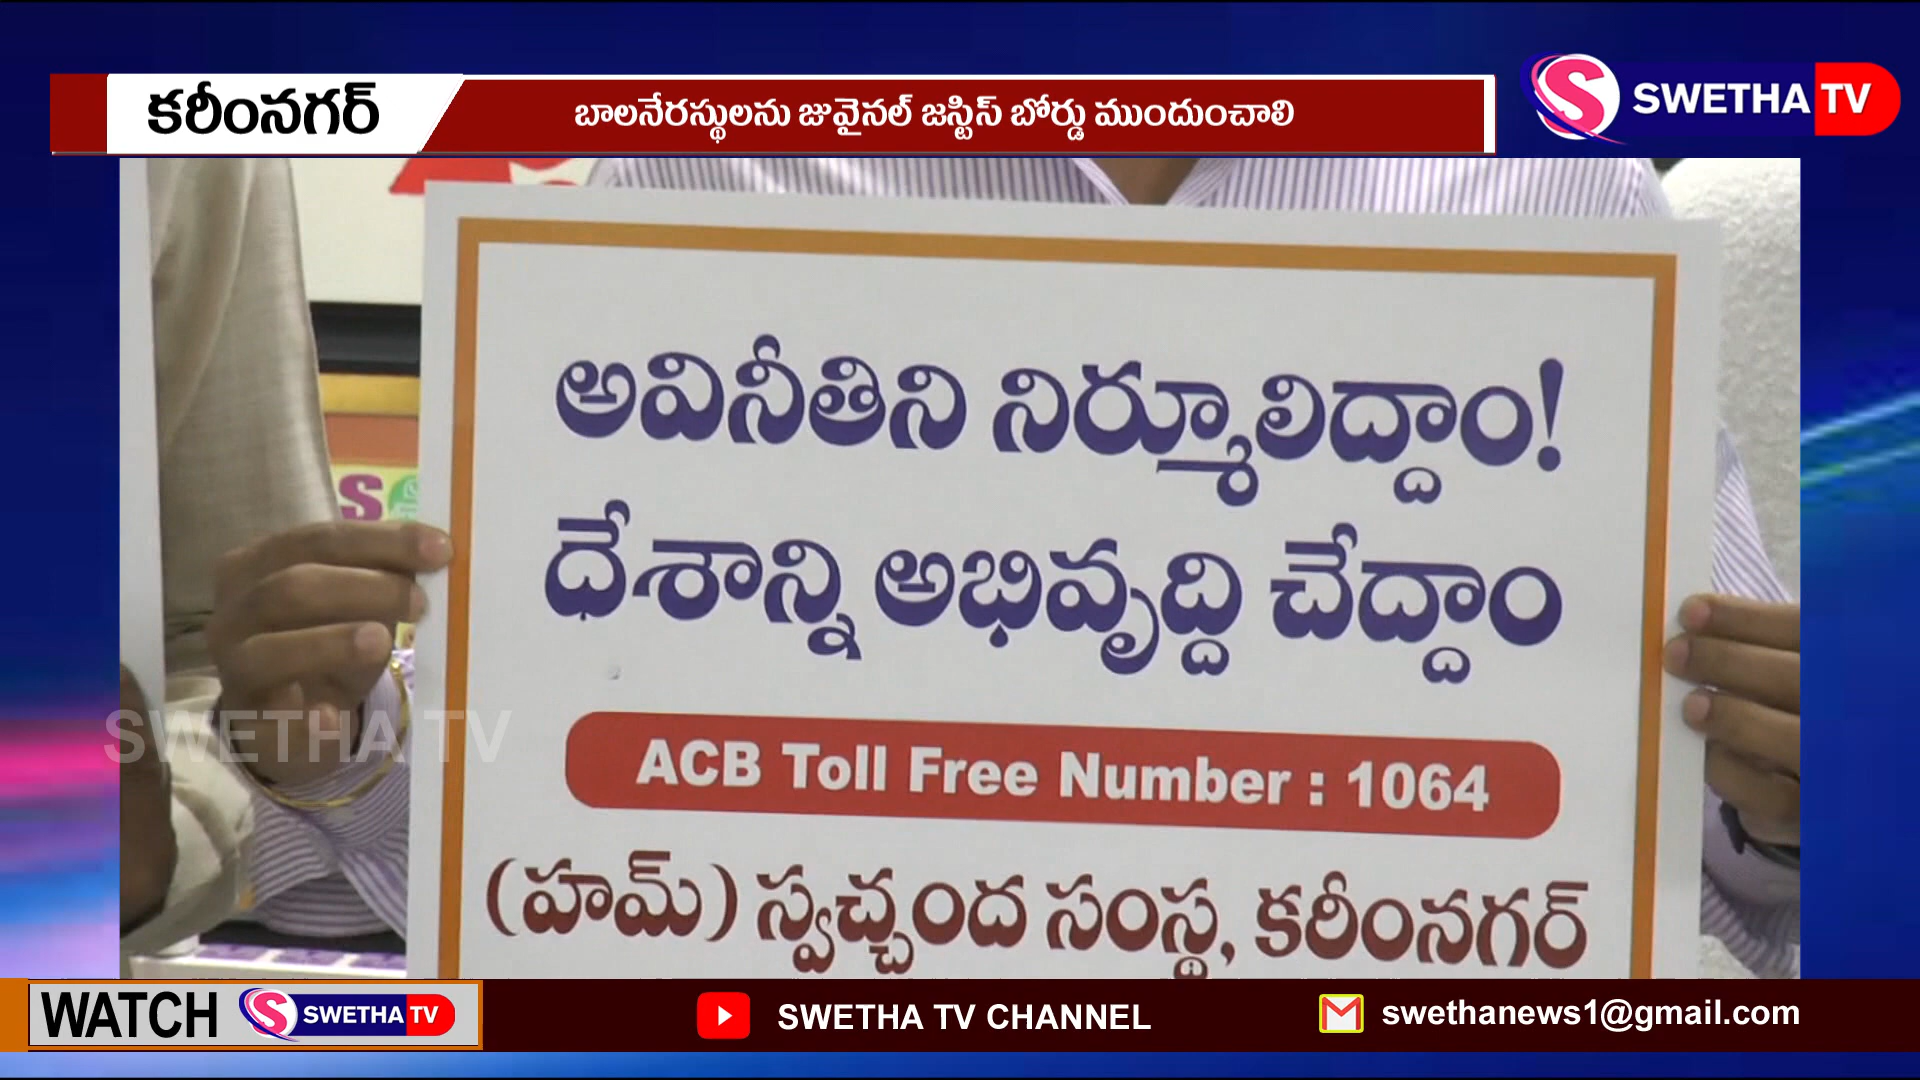 కరీంనగర్
బాలనేరస్థులను జువైనల్ జస్టిస్ బోర్డు ముందుంచాలి
S SWETHA TV
అవినీతిని నిర్మూలిద్దాం!
దేశాన్ని అభివృద్ది చేద్దాం
SWETHA TV
ACB Toll Free Number : 1064
(హమ్) స్వచ్ఛంద సంస్థ, కరీంనగర్
WATCH S SWETHA TV
SWETHA TV CHANNEL
swethanews1@gmail.com